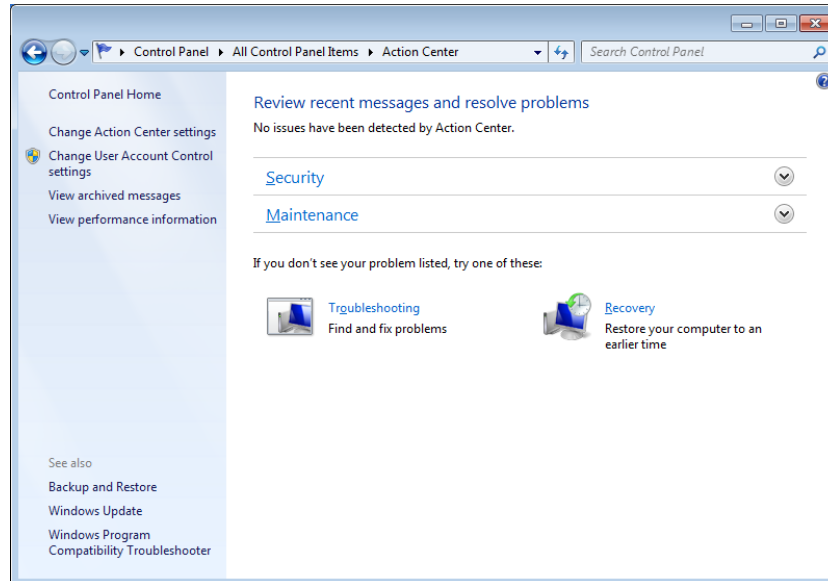 Control Panel All Control Panel Items Action Center
Search Control Panel
Control Panel Home
Change Action Center settings
Change User Account Control
settings
View archived messages
View performance information
Review recent messages and resolve problems
No issues have been detected by Action Center.
Security
Maintenance
If you don't see your problem listed, try one of these:
Troubleshooting
Find and fix problems
Recovery
Restore your computer to an
earlier time
See also
Backup and Restore
Windows Update
Windows Program
Compatibility Troubleshooter